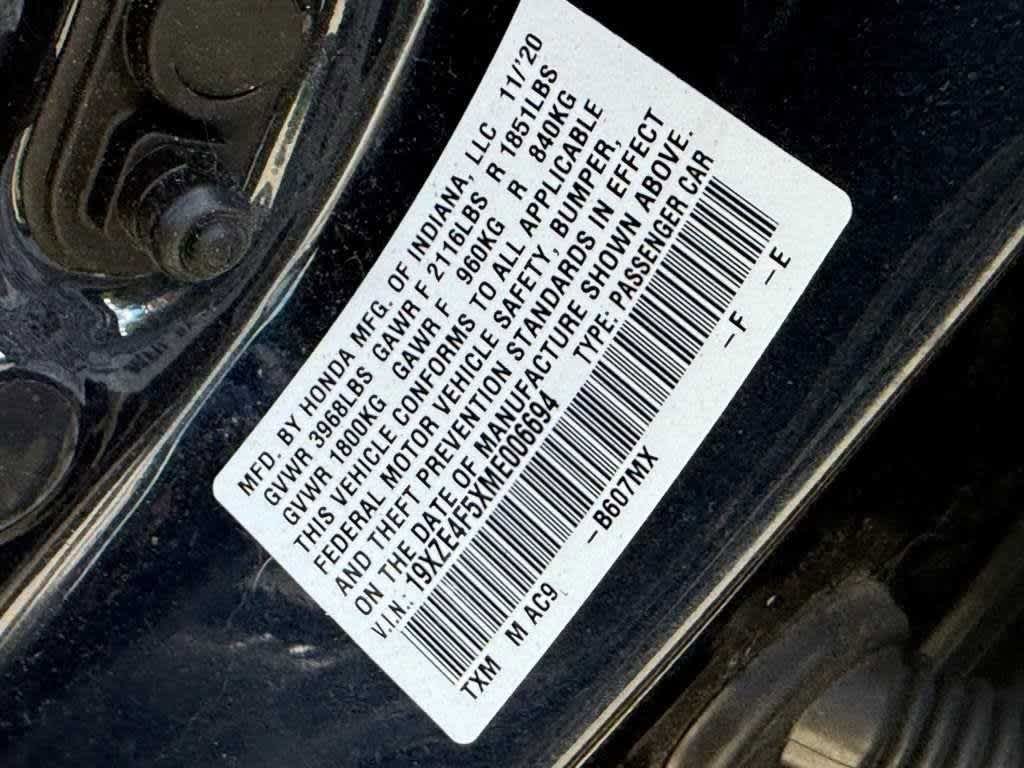 MFD. BY HONDA MFG. OF INDIANA, LLC 11/'20
GVWR 3968LBS GAWR F 2116LBS R 1851LBS
GVWR 1800KG GAWR F 960KG R 840KG
THIS VEHICLE CONFORMS TO ALL APPLICABLE
FEDERAL MOTOR VEHICLE SAFETY, BUMPER,
AND THEFT PREVENTION STANDARDS IN EFFECT
ON THE DATE OF MANUFACTURE SHOWN ABOVE.
V.I.N.: 19XZE4F5XME006694 TYPE: PASSENGER CAR
TXM M AC9 -B607MX -F -E